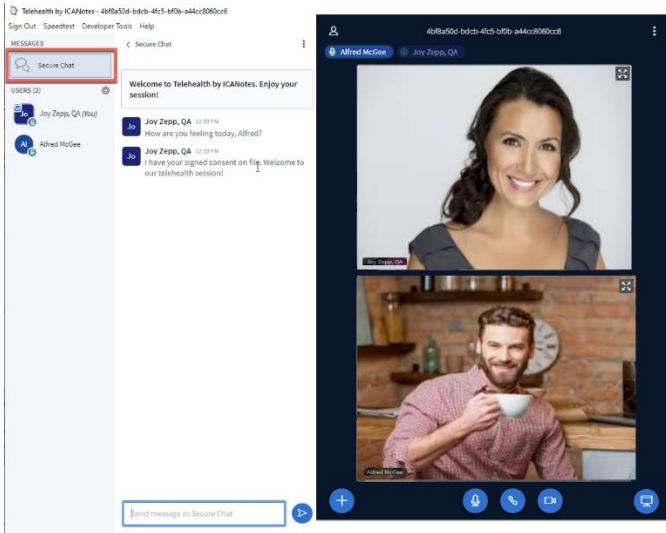 Telehealth by ICANotes - 4bf8a50d-bdcb-4fc5-bf0b-a44cc8060cc6
Sign Out Speedtest Developer Tools Help
MESSAGES
Secure Chat
USERS (2)
Jo
Joy Zepp, QA (You)
Al
Alfred McGee
Secure Chat
Welcome to Telehealth by ICANotes. Enjoy your
session!
Jo
Joy Zepp, QA 12:19 PM
How are you feeling today, Alfred?
Jo
Joy Zepp, QA 12:19 PM
I have your signed consent on file. Welcome to
our telehealth session!
Send message to Secure Chat
4bf8a50d-bdcb-4fc5-bf0b-a44cc8060cc6
Alfred McGee
Joy Zepp, QA
Joy Zepp, QA
Alfred McGee